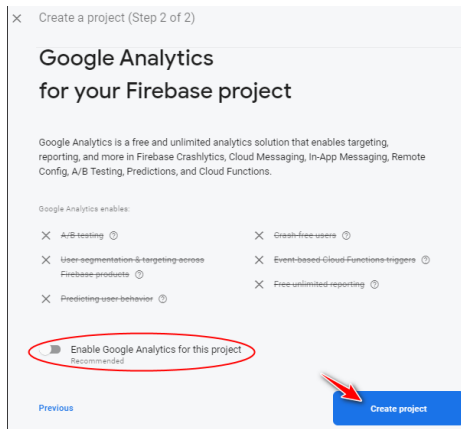 Create a project (Step 2 of 2)
Google Analytics
for your Firebase project
Google Analytics is a free and unlimited analytics solution that enables targeting,
reporting, and more in Firebase Crashlytics, Cloud Messaging, In-App Messaging, Remote
Config, A/B Testing, Predictions, and Cloud Functions.
Google Analytics enables:
A/B testing
Crash-free users
User segmentation & targeting across
Firebase products
Event-based Cloud Functions triggers
Free unlimited reporting
Predicting user behavior
Enable Google Analytics for this project
Recommended
Previous
Create project